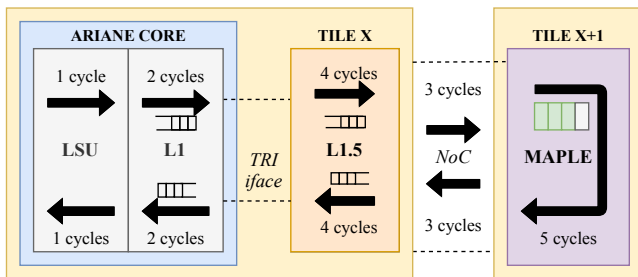 ARIANE CORE
TILE X
TILE X+1
1 cycle
2 cycles
4 cycles
3 cycles
LSU
L1
TRI
iface
L1.5
NoC
MAPLE
1 cycles
2 cycles
4 cycles
3 cycles
5 cycles